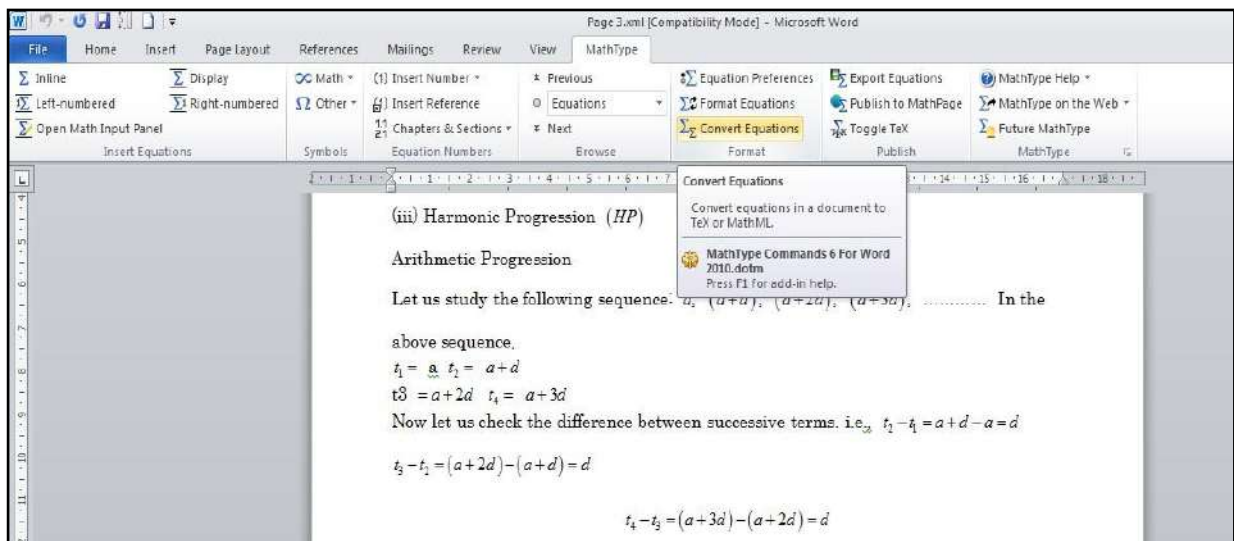 Page 3.xml [Compatibility Mode] - Microsoft Word
File Home Insert Page Layout References Mailings Review View MathType
Σ Inline Σ Display Math Other (1) Insert Number Previous Equation Preferences Export Equations MathType Help
Left-numbered Right-numbered Insert Reference Equations Format Equations Publish to MathPage MathType on the Web
Open Math Input Panel Chapters & Sections Next Convert Equations Toggle TeX Future MathType
Insert Equations Symbols Equation Numbers Browse Format Publish MathType
Convert Equations
Convert equations in a document to
TeX or MathML.
MathType Commands 6 For Word
2010.dotm
Press F1 for add-in help.
(iii) Harmonic Progression (HP)
Arithmetic Progression
Let us study the following sequence: a, (a+d), (a+2d), (a+3d), ............ In the
above sequence,
t₁ = a t₂ = a+d
t3 = a+2d t₄ = a+3d
Now let us check the difference between successive terms. i.e., t₂ − t₁ = a + d − a = d
t₃ − t₂ = (a+2d) − (a+d) = d
t₄ − t₃ = (a+3d) − (a+2d) = d